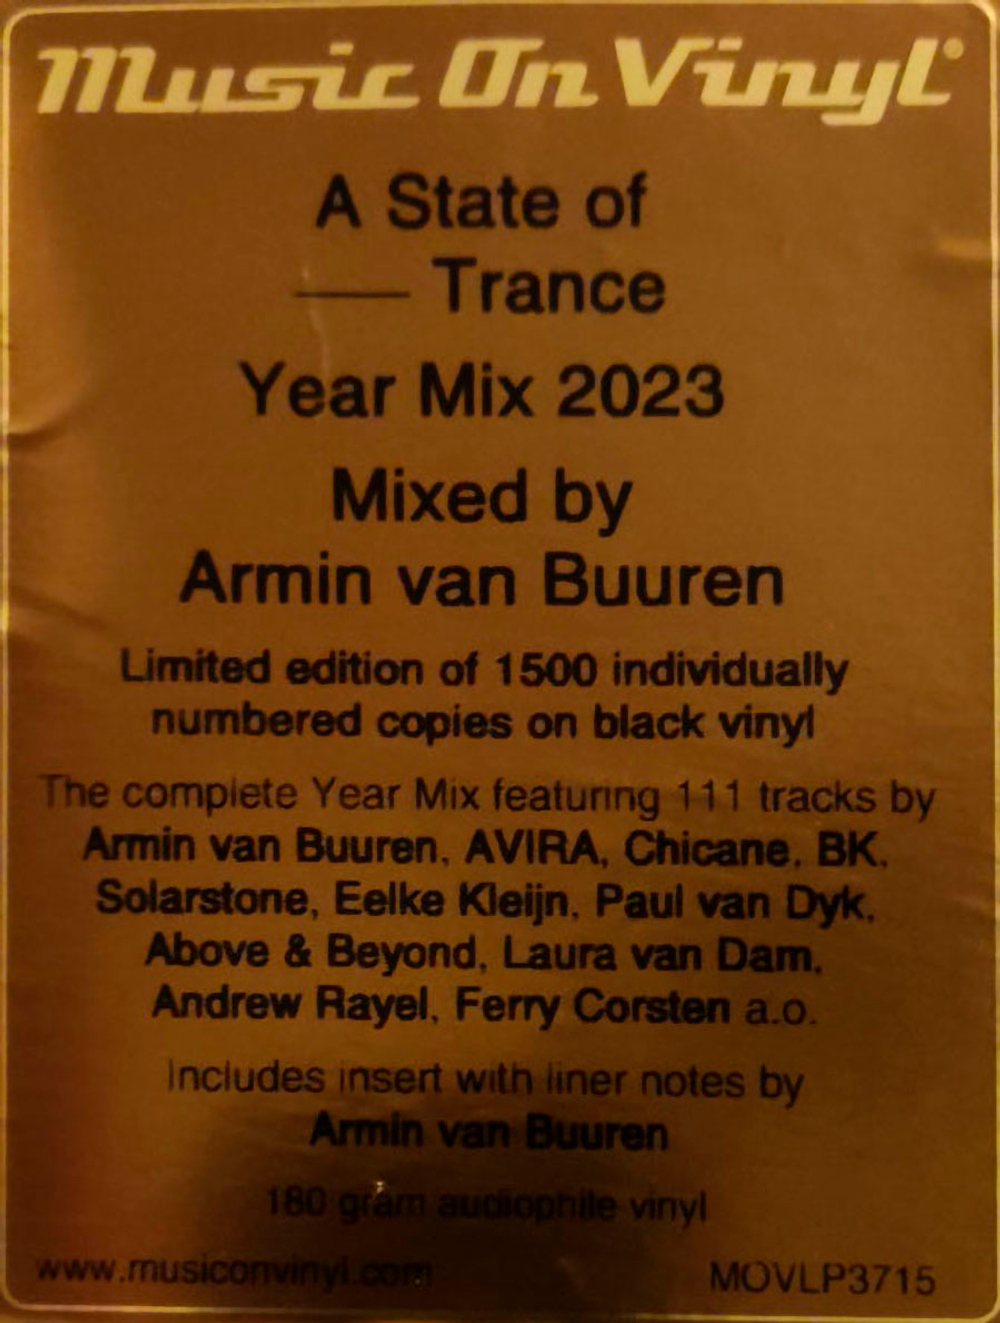 Music On Vinyl®
A State of
— Trance
Year Mix 2023
Mixed by
Armin van Buuren
Limited edition of 1500 individually
numbered copies on black vinyl
The complete Year Mix featuring 111 tracks by
Armin van Buuren, AVIRA, Chicane, BK,
Solarstone, Eelke Kleijn, Paul van Dyk,
Above & Beyond, Laura van Dam,
Andrew Rayel, Ferry Corsten a.o.
Includes insert with liner notes by
Armin van Buuren
180 gram audiophile vinyl
www.musiconvinyl.com MOVLP3715